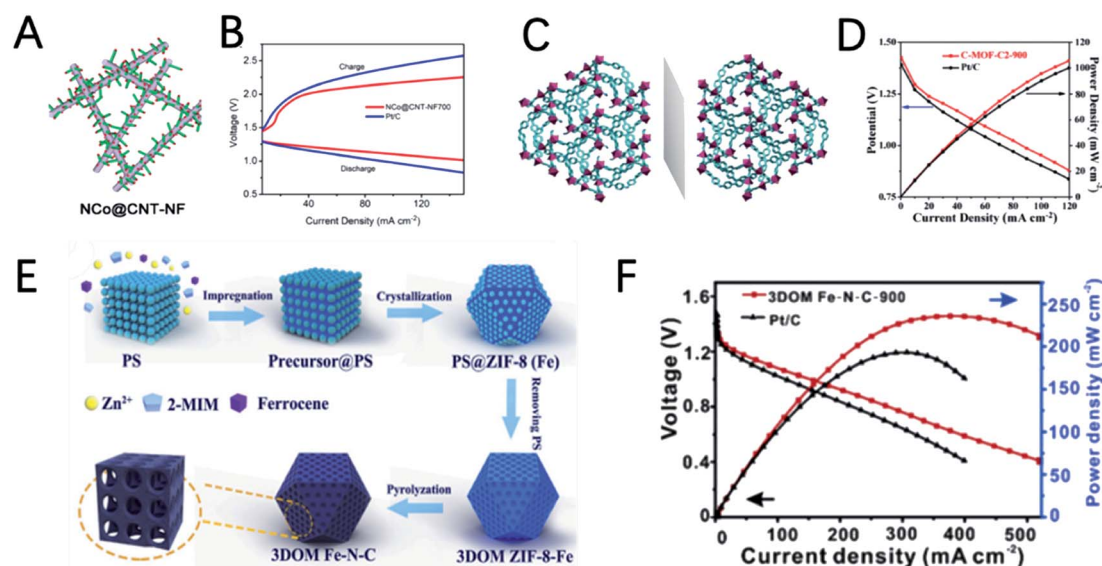 A
NCo@CNT-NF
B
Voltage (V)
2.5
2.0
1.5
1.0
0.5
Charge
NCo@CNT-NF700
Pt/C
Discharge
40 80 120
Current Density (mA cm⁻²)
C
D
Potential (V)
1.50
1.25
1.00
0.75
C-MOF-C2-900
Pt/C
120
100
80
60
40
20
0
Power Density (mW cm⁻²)
0 20 40 60 80 100 120
Current Density (mA cm⁻²)
E
Impregnation
Crystallization
PS
Precursor@PS
PS@ZIF-8 (Fe)
Zn²⁺
2-MIM
Ferrocene
Removing PS
Pyrolyzation
3DOM Fe-N-C
3DOM ZIF-8-Fe
F
Voltage (V)
1.6
1.2
0.8
0.4
0
3DOM Fe-N-C-900
Pt/C
250
200
150
100
50
0
Power density (mW cm⁻²)
0 100 200 300 400 500
Current density (mA cm⁻²)